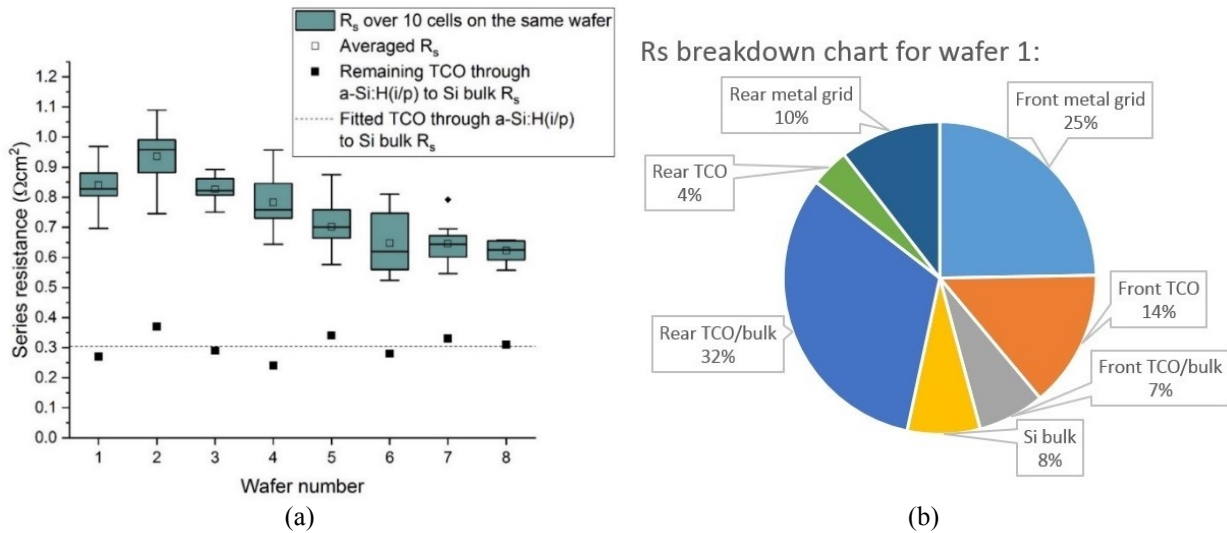 Rs over 10 cells on the same wafer
Averaged Rs
Remaining TCO through
a-Si:H(i/p) to Si bulk Rs
Fitted TCO through a-Si:H(i/p)
to Si bulk Rs
Series resistance (Ωcm²)
1.2
1.1
1.0
0.9
0.8
0.7
0.6
0.5
0.4
0.3
0.2
0.1
0.0
1 2 3 4 5 6 7 8
Wafer number
(a)
Rs breakdown chart for wafer 1:
Rear metal grid
10%
Front metal grid
25%
Rear TCO
4%
Front TCO
14%
Rear TCO/bulk
32%
Front TCO/bulk
7%
Si bulk
8%
(b)